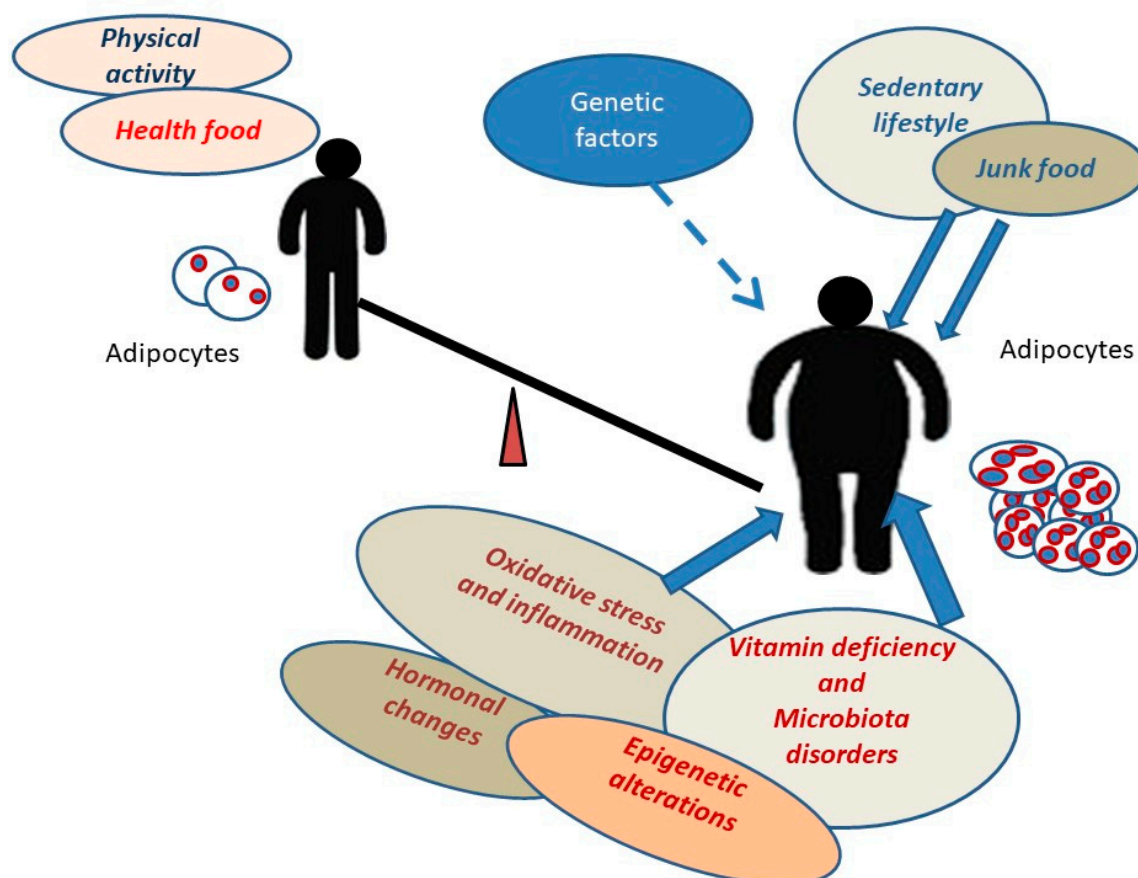 Physical
activity
Health food
Genetic
factors
Sedentary
lifestyle
Junk food
Adipocytes
Adipocytes
Oxidative stress
and inflammation
Hormonal
changes
Epigenetic
alterations
Vitamin deficiency
and
Microbiota
disorders